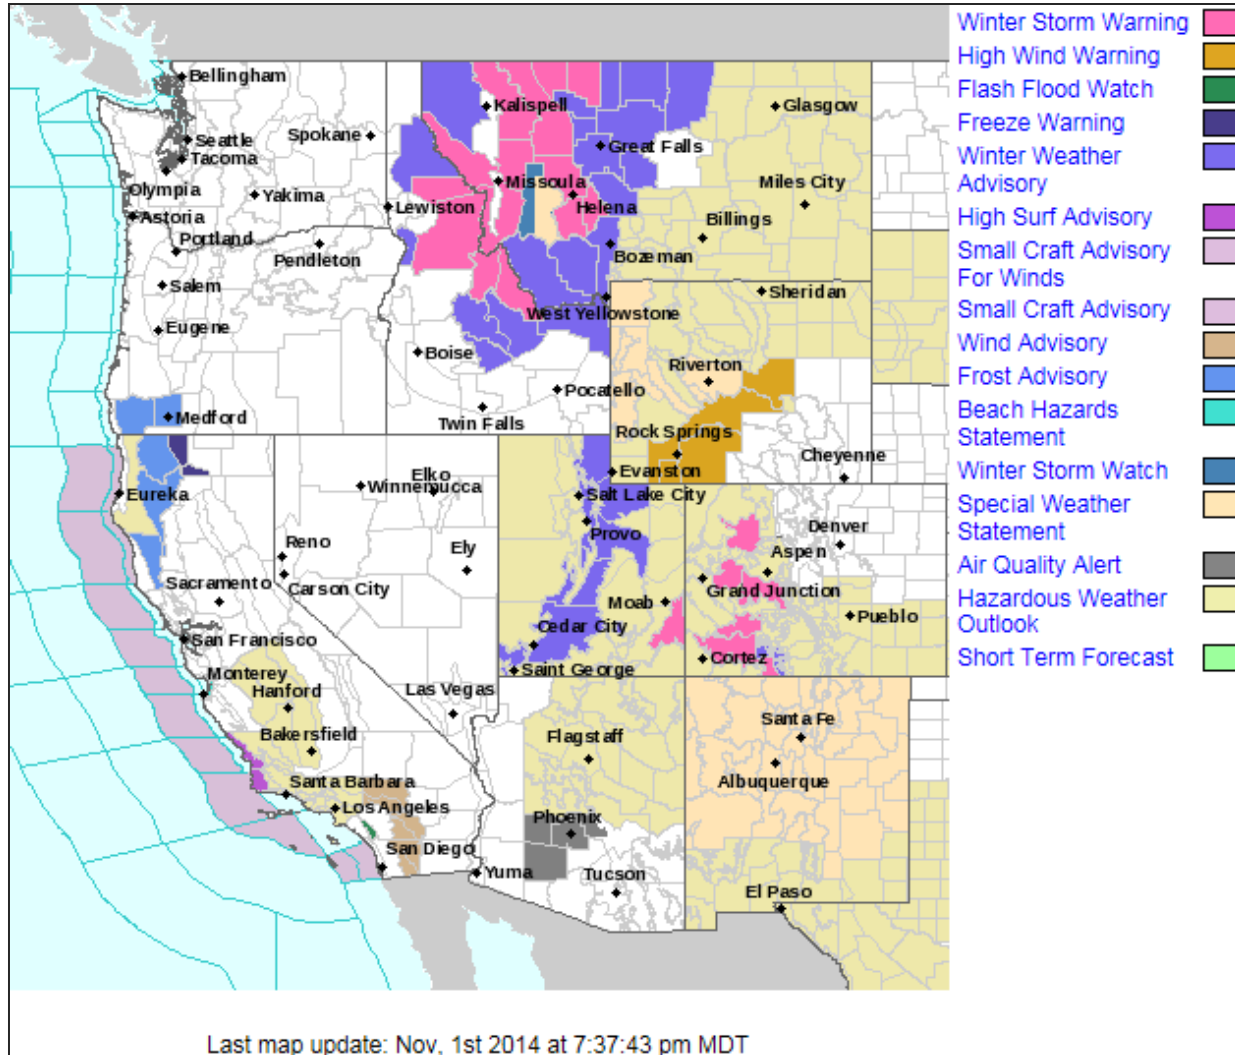 Bellingham
Seattle
Tacoma
Olympia
Astoria
Portland
Salem
Eugene
Medford
Yakima
Spokane
Pendleton
Lewiston
Kalispell
Missoula
Great Falls
Helena
Bozeman
West Yellowstone
Glasgow
Miles City
Billings
Sheridan
Boise
Pocatello
Twin Falls
Riverton
Rock Springs
Evanston
Cheyenne
Eureka
Elko
Winnemucca
Reno
Carson City
Ely
Sacramento
San Francisco
Monterey
Hanford
Bakersfield
Las Vegas
Santa Barbara
Los Angeles
San Diego
Salt Lake City
Provo
Moab
Cedar City
Saint George
Denver
Aspen
Grand Junction
Pueblo
Cortez
Flagstaff
Phoenix
Yuma
Tucson
Santa Fe
Albuquerque
El Paso
Winter Storm Warning
High Wind Warning
Flash Flood Watch
Freeze Warning
Winter Weather
Advisory
High Surf Advisory
Small Craft Advisory
For Winds
Small Craft Advisory
Wind Advisory
Frost Advisory
Beach Hazards
Statement
Winter Storm Watch
Special Weather
Statement
Air Quality Alert
Hazardous Weather
Outlook
Short Term Forecast
Last map update: Nov, 1st 2014 at 7:37:43 pm MDT